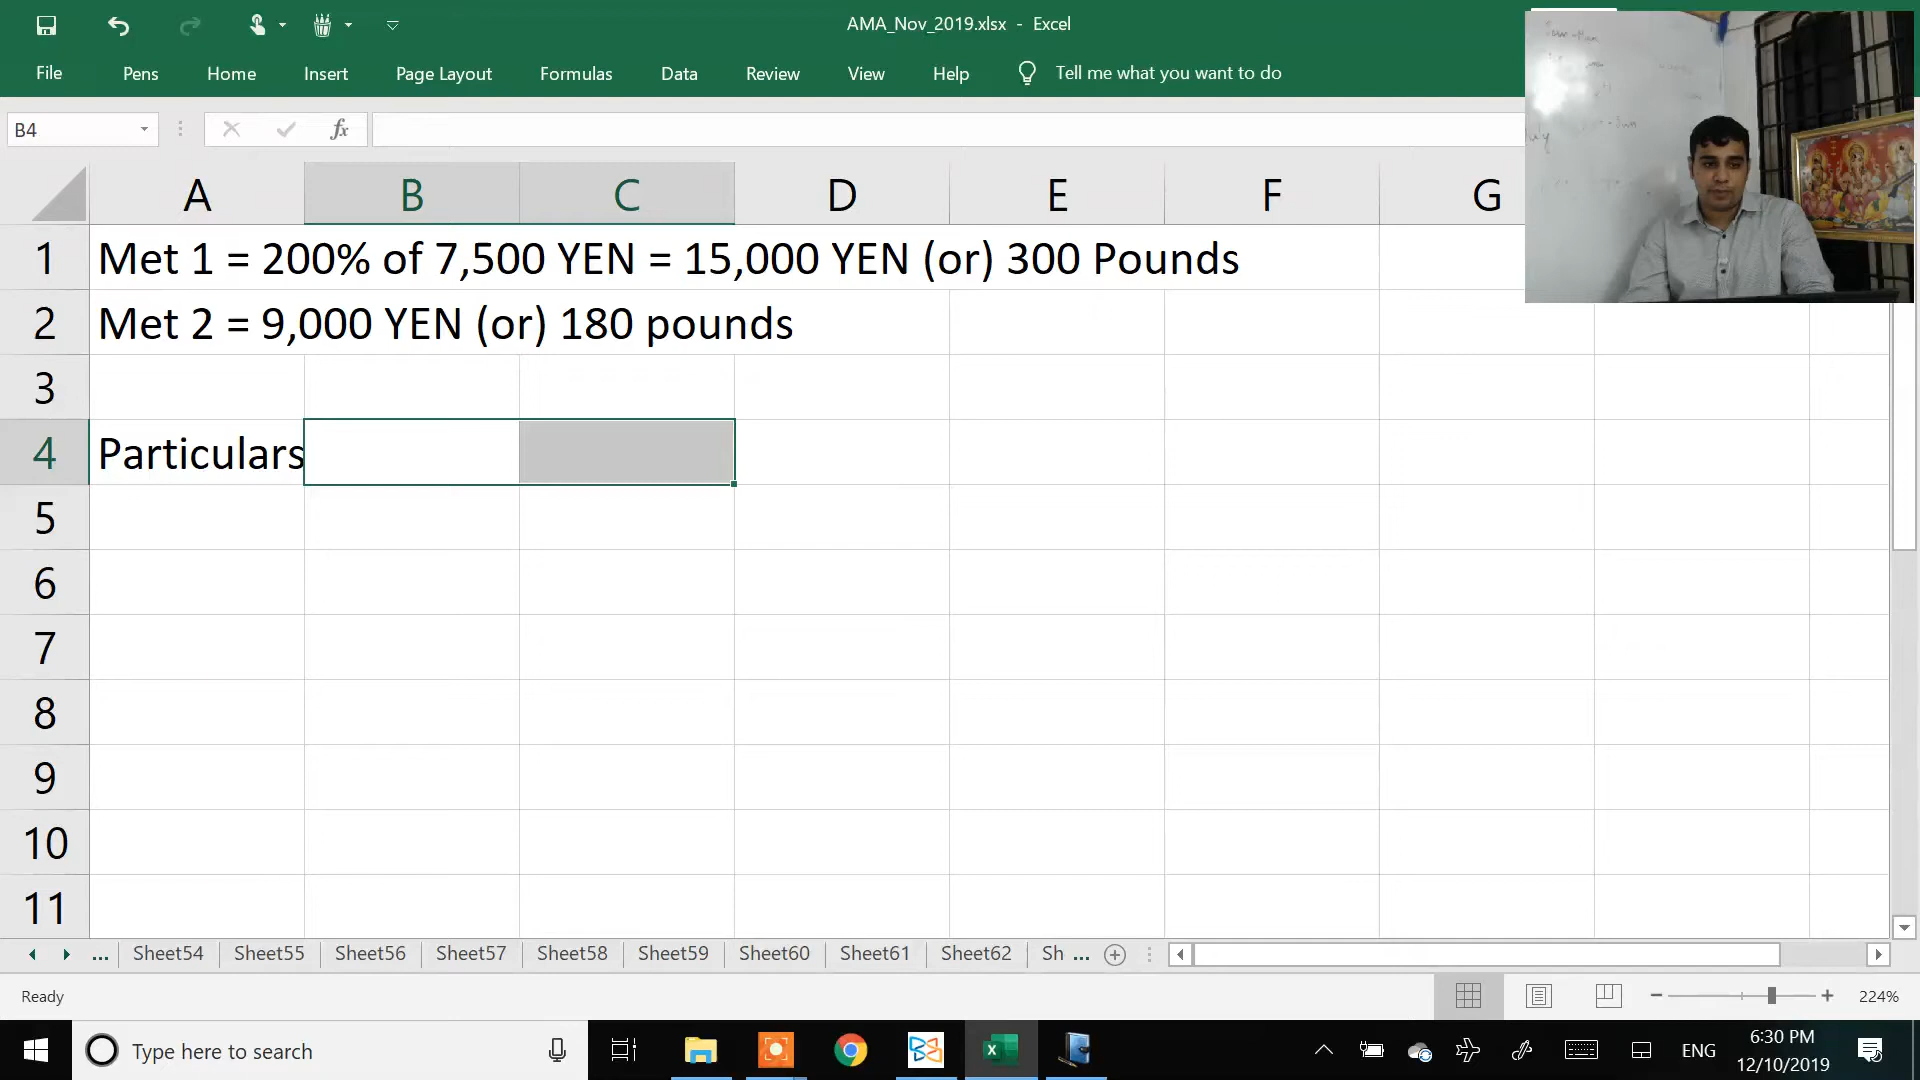 AMA_Nov_2019.xlsx - Excel
File Pens Home Insert Page Layout Formulas Data Review View Help Tell me what you want to do
B4 fx
A B C D E F G
1 Met 1 = 200% of 7,500 YEN = 15,000 YEN (or) 300 Pounds
2 Met 2 = 9,000 YEN (or) 180 pounds
3
4 Particulars
5
6
7
8
9
10
11
... Sheet54 Sheet55 Sheet56 Sheet57 Sheet58 Sheet59 Sheet60 Sheet61 Sheet62 Sh ...
Ready 224%
Type here to search ENG 6:30 PM
12/10/2019